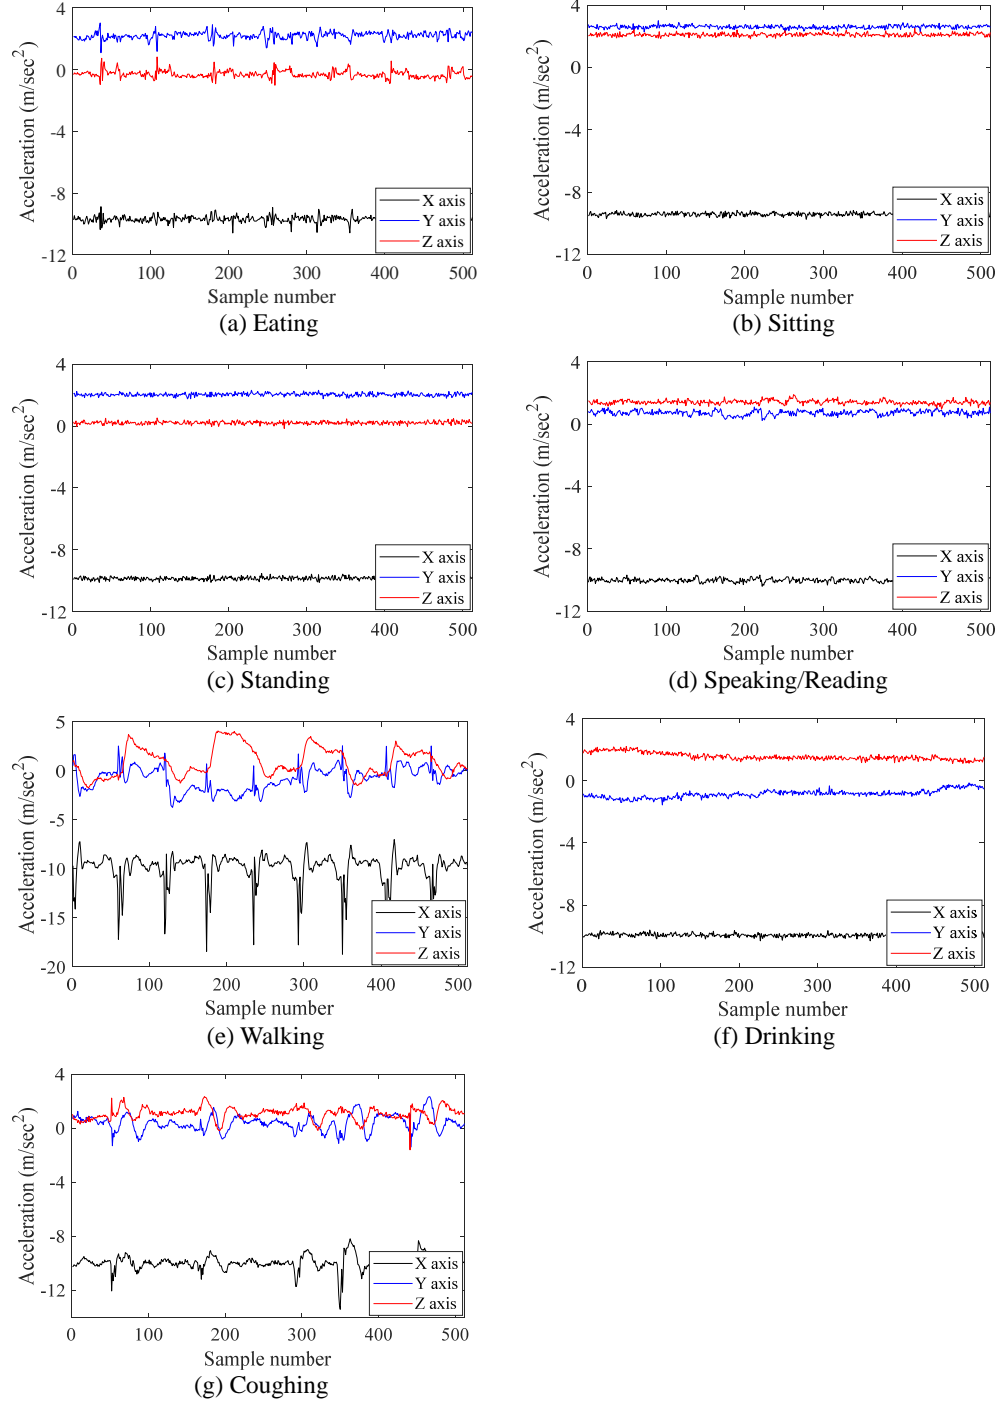 4
0
-4
-8
-12
Acceleration (m/sec²)
X axis
Y axis
Z axis
0 100 200 300 400 500
Sample number
(a) Eating
4
0
-4
-8
-12
Acceleration (m/sec²)
X axis
Y axis
Z axis
0 100 200 300 400 500
Sample number
(b) Sitting
4
0
-4
-8
-12
Acceleration (m/sec²)
X axis
Y axis
Z axis
0 100 200 300 400 500
Sample number
(c) Standing
4
0
-4
-8
-12
Acceleration (m/sec²)
X axis
Y axis
Z axis
0 100 200 300 400 500
Sample number
(d) Speaking/Reading
5
0
-5
-10
-15
-20
Acceleration (m/sec²)
X axis
Y axis
Z axis
0 100 200 300 400 500
Sample number
(e) Walking
4
0
-4
-8
-12
Acceleration (m/sec²)
X axis
Y axis
Z axis
0 100 200 300 400 500
Sample number
(f) Drinking
4
0
-4
-8
-12
Acceleration (m/sec²)
X axis
Y axis
Z axis
0 100 200 300 400 500
Sample number
(g) Coughing